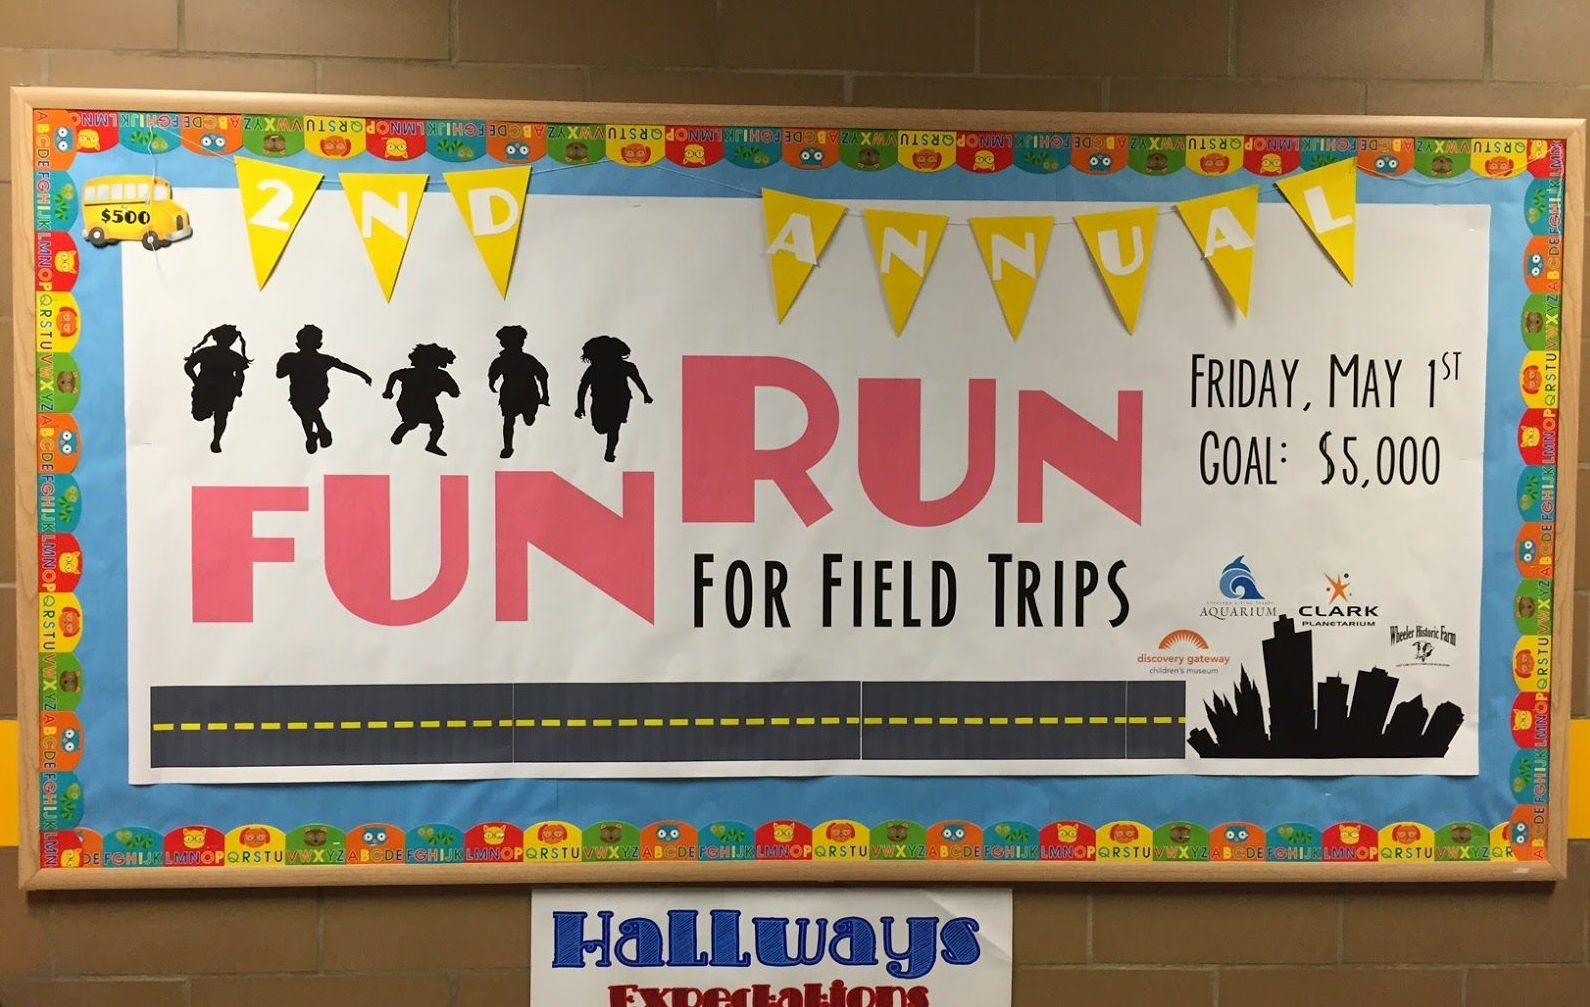 $500
2ND ANNUAL
FUN RUN
FOR FIELD TRIPS
FRIDAY, MAY 1ST
GOAL: $5,000
AQUARIUM
CLARK
PLANETARIUM
discovery gateway
children's museum
Wheeler Historic Farm
Hallways
Expectations